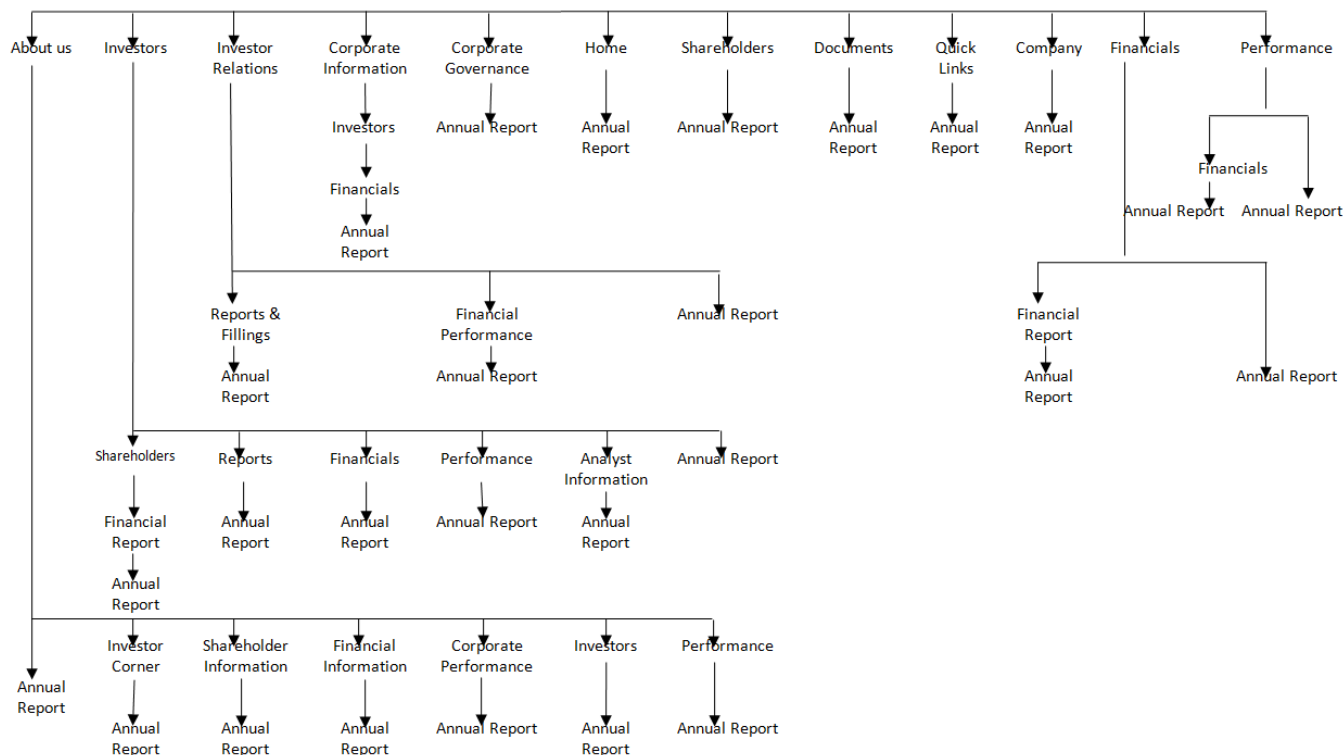 About us
Investors
Investor
Relations
Corporate
Information
Corporate
Governance
Home
Shareholders
Documents
Quick
Links
Company
Financials
Performance
Investors
Annual Report
Annual
Report
Annual Report
Annual
Report
Annual
Report
Annual
Report
Financials
Financials
Annual Report
Annual Report
Annual
Report
Reports &
Fillings
Financial
Performance
Annual Report
Financial
Report
Annual
Report
Annual Report
Annual
Report
Annual Report
Shareholders
Reports
Financials
Performance
Analyst
Information
Annual Report
Financial
Report
Annual
Report
Annual
Report
Annual Report
Annual
Report
Annual
Report
Investor
Corner
Shareholder
Information
Financial
Information
Corporate
Performance
Investors
Performance
Annual
Report
Annual
Report
Annual
Report
Annual
Report
Annual Report
Annual
Report
Annual Report